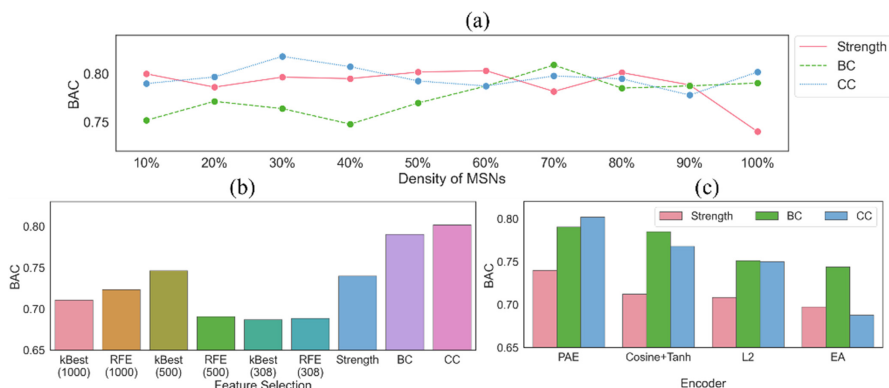 (a)
BAC
0.80
0.75
10% 20% 30% 40% 50% 60% 70% 80% 90% 100%
Density of MSNs
Strength
BC
CC
(b)
BAC
0.80
0.75
0.70
0.65
kBest RFE kBest RFE kBest RFE Strength BC CC
(1000) (1000) (500) (500) (308) (308)
Feature Selection
(c)
Strength BC CC
BAC
0.80
0.75
0.70
0.65
PAE Cosine+Tanh L2 EA
Encoder